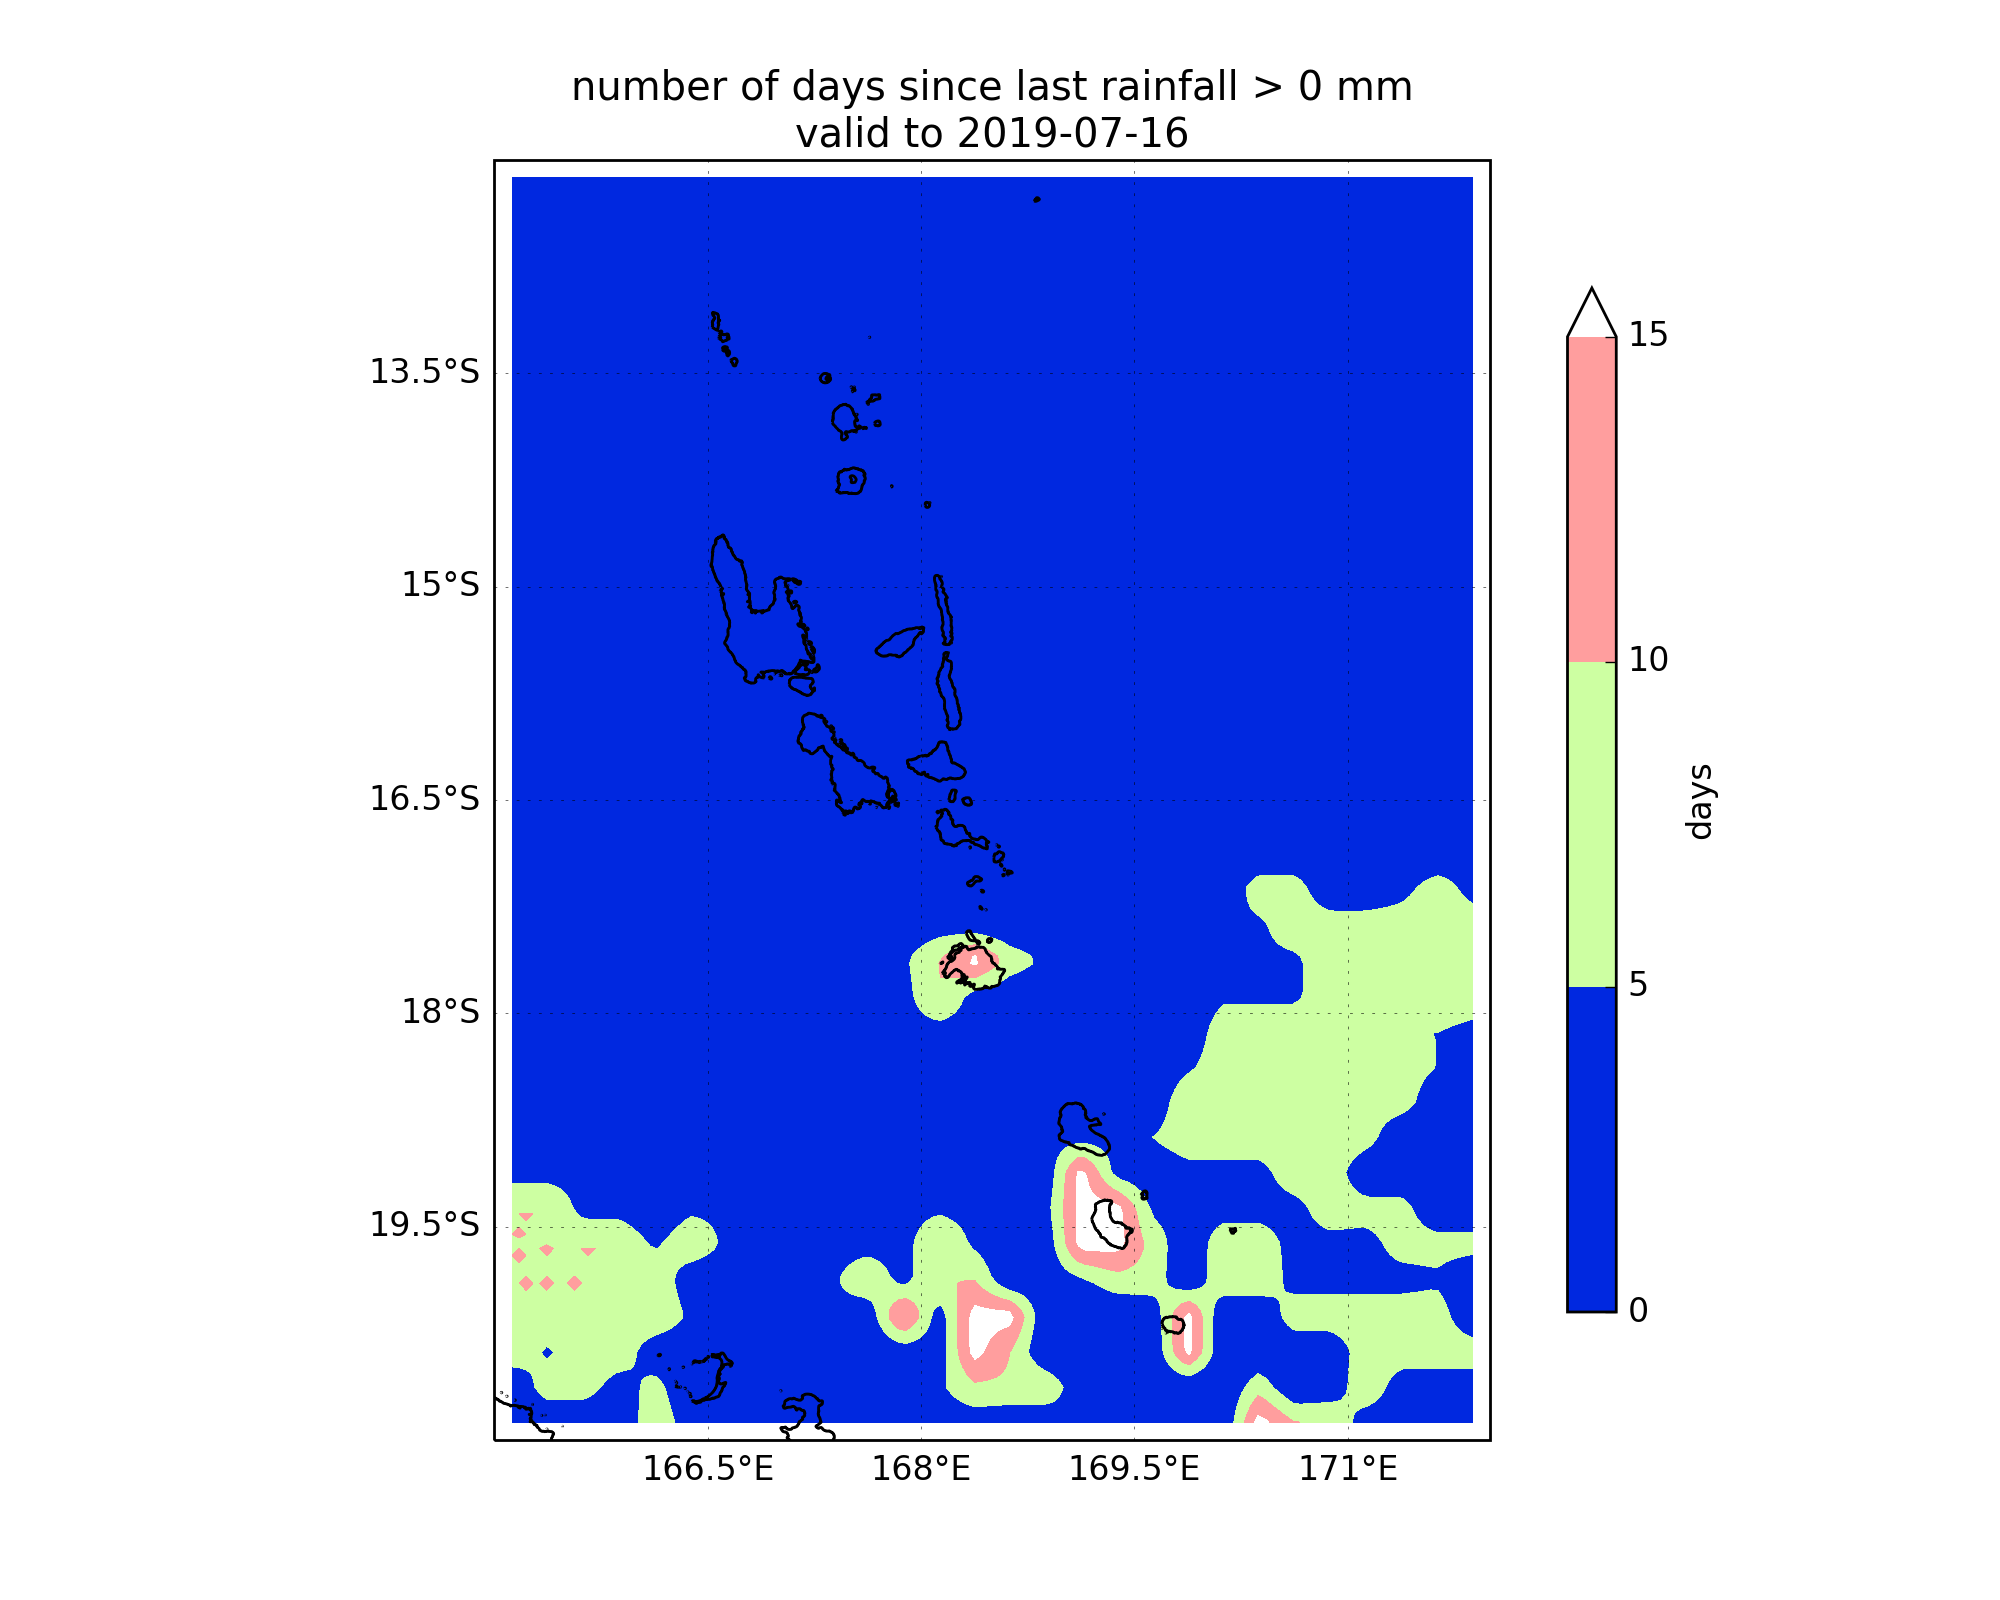 number of days since last rainfall > 0 mm
valid to 2019-07-16
13.5°S
15°S
16.5°S
18°S
19.5°S
166.5°E
168°E
169.5°E
171°E
15
10
5
0
days